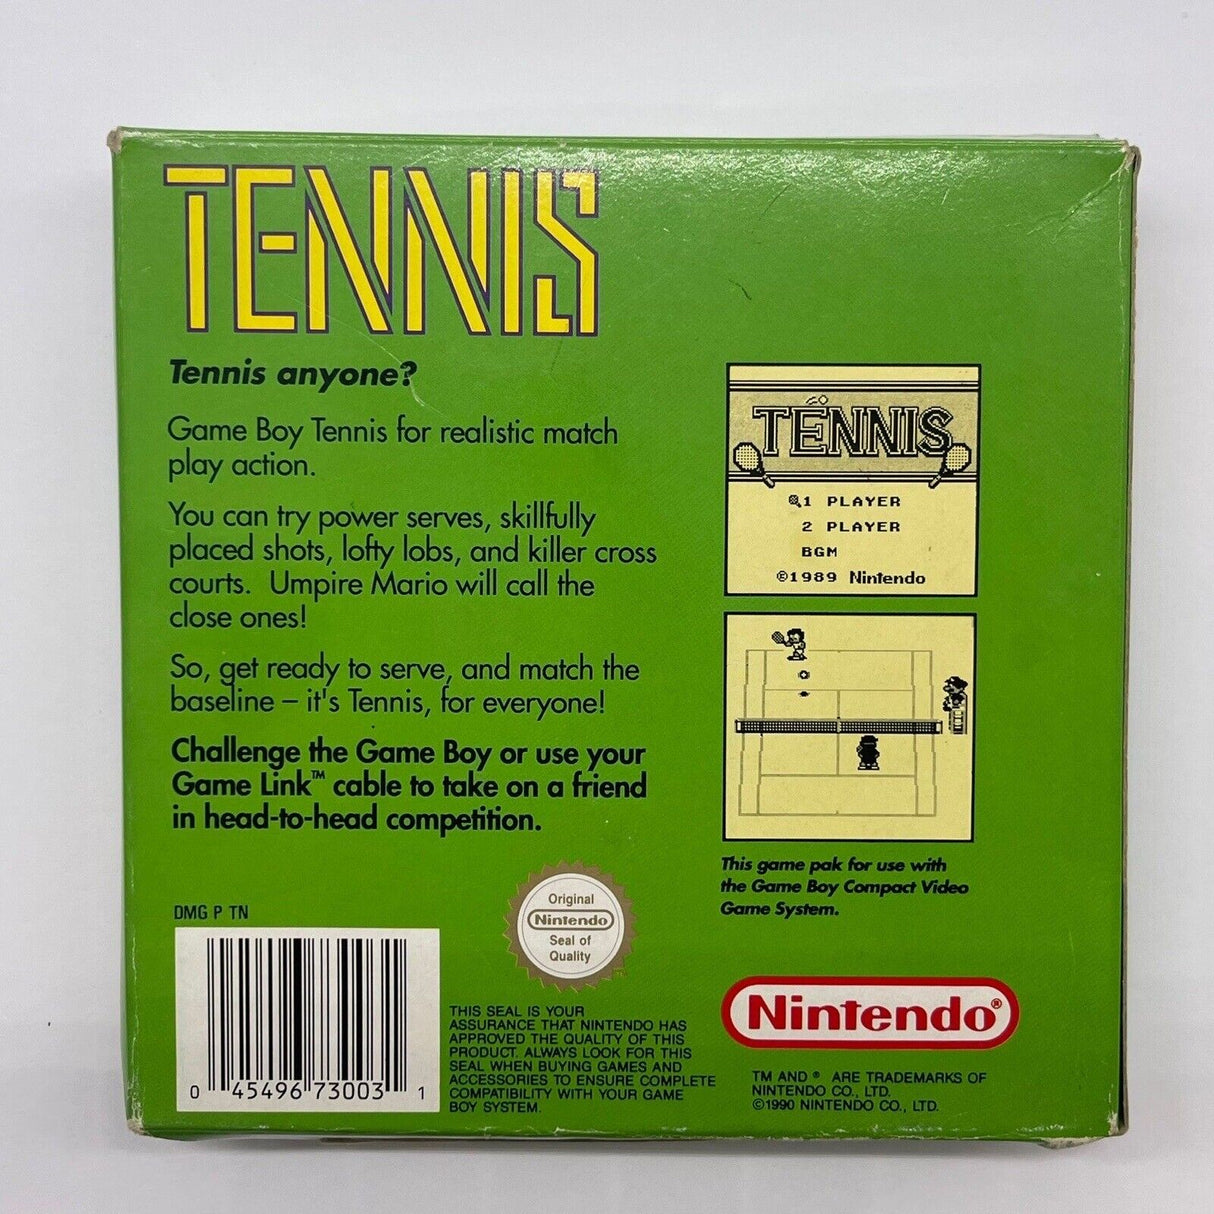 TENNIS
Tennis anyone?
Game Boy Tennis for realistic match
play action.
You can try power serves, skillfully
placed shots, lofty lobs, and killer cross
courts. Umpire Mario will call the
close ones!
So, get ready to serve, and match the
baseline – it's Tennis, for everyone!
Challenge the Game Boy or use your
Game Link™ cable to take on a friend
in head-to-head competition.
TENNIS
1 PLAYER
2 PLAYER
BGM
©1989 Nintendo
This game pak for use with
the Game Boy Compact Video
Game System.
DMG P TN
0 45496 73003 1
Original
Nintendo
Seal of
Quality
THIS SEAL IS YOUR
ASSURANCE THAT NINTENDO HAS
APPROVED THE QUALITY OF THIS
PRODUCT. ALWAYS LOOK FOR THIS
SEAL WHEN BUYING GAMES AND
ACCESSORIES TO ENSURE COMPLETE
COMPATIBILITY WITH YOUR GAME
BOY SYSTEM.
Nintendo®
TM AND ® ARE TRADEMARKS OF
NINTENDO CO., LTD.
©1990 NINTENDO CO., LTD.